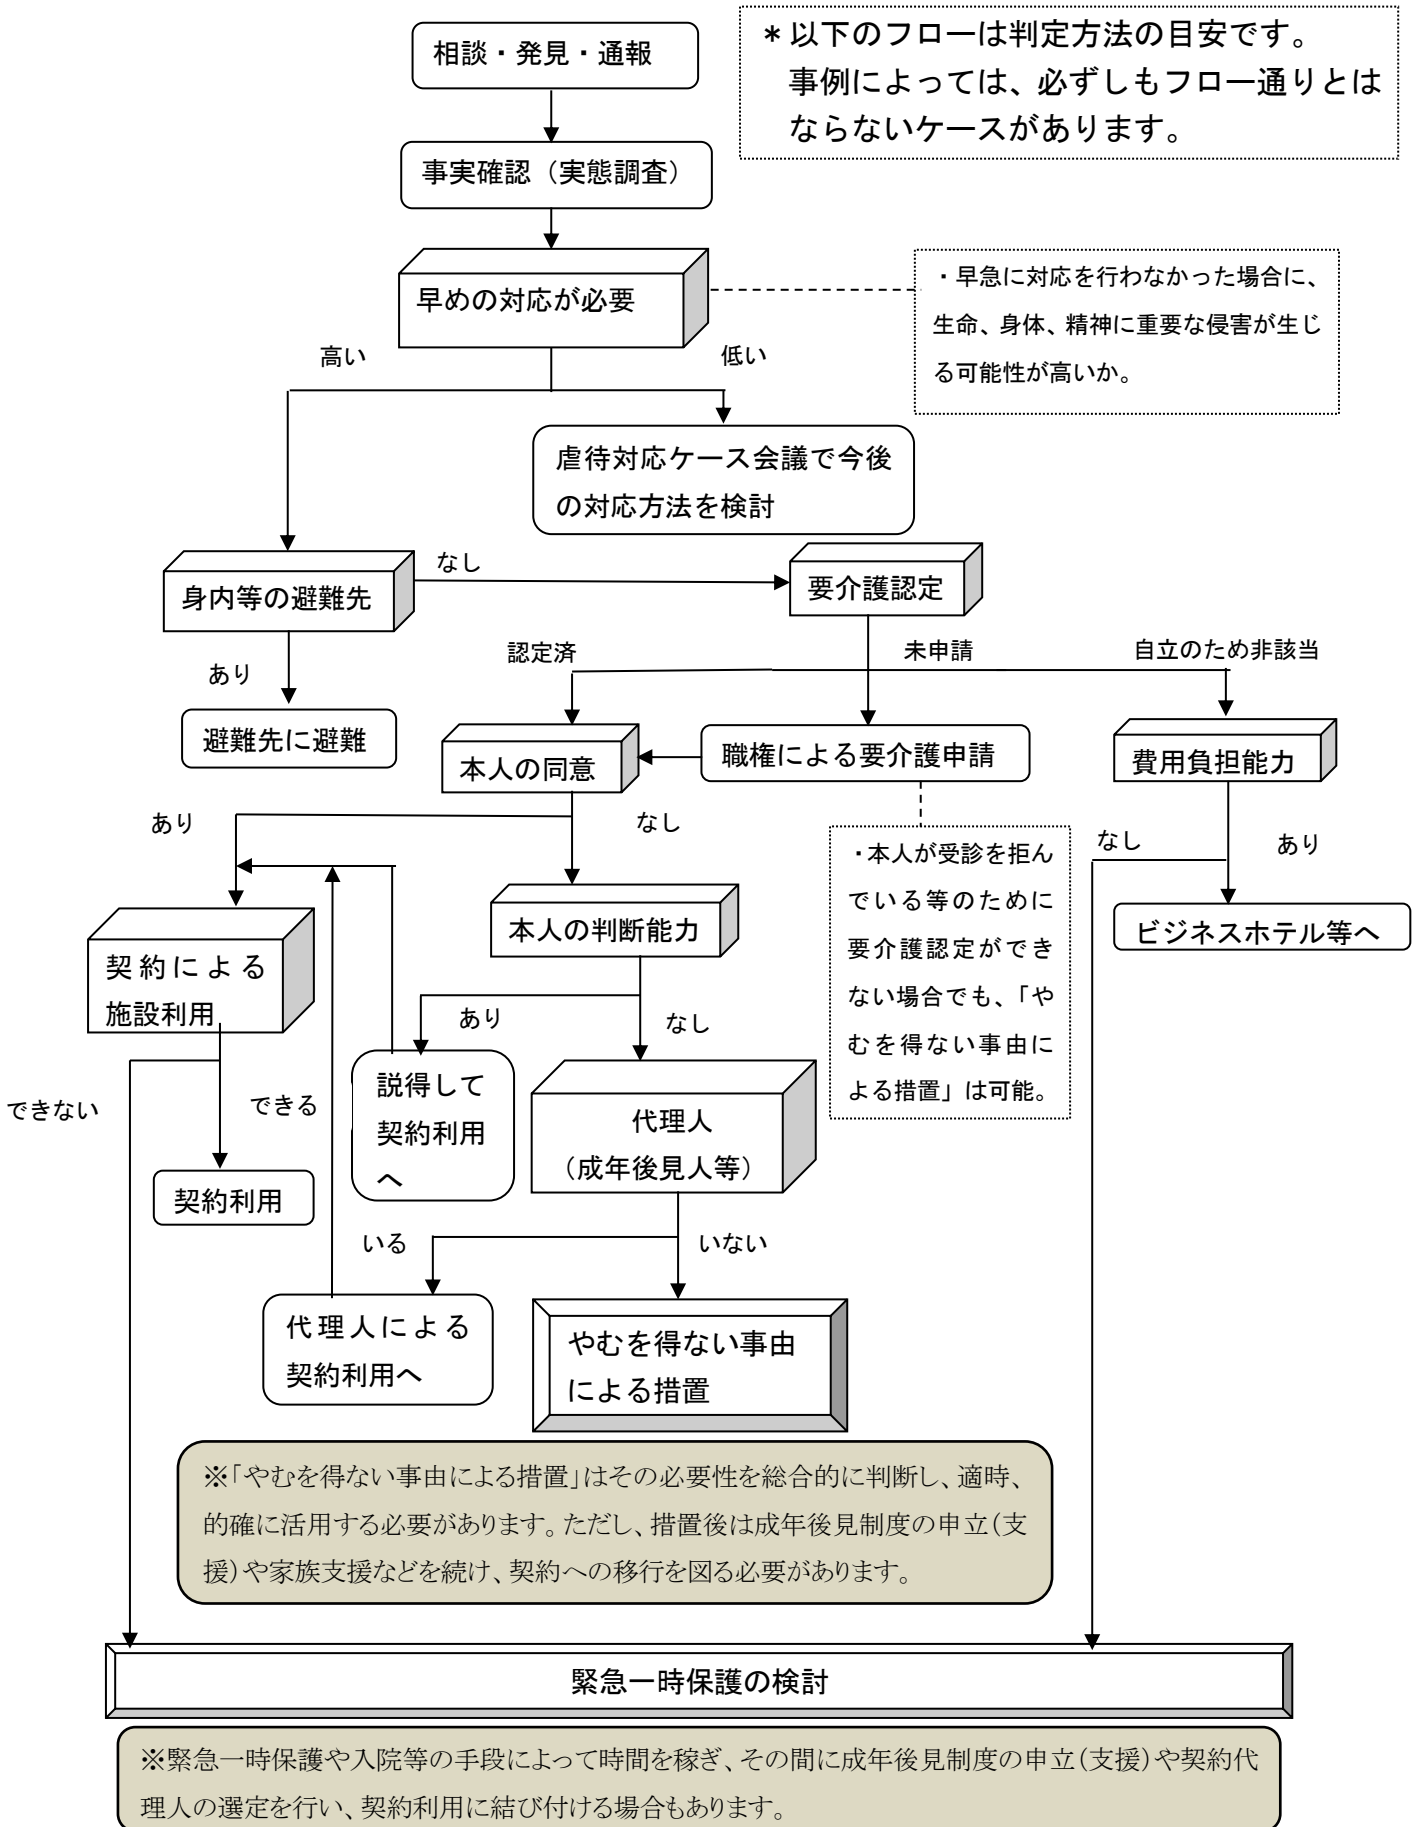 相談・発見・通報
＊以下のフローは判定方法の目安です。
事例によっては、必ずしもフロー通りとは
ならないケースがあります。
事実確認（実態調査）
早めの対応が必要
・早急に対応を行わなかった場合に、
生命、身体、精神に重要な侵害が生じ
る可能性が高いか。
高い
低い
虐待対応ケース会議で今後
の対応方法を検討
身内等の避難先
なし
要介護認定
あり
避難先に避難
認定済
未申請
自立のため非該当
本人の同意
職権による要介護申請
費用負担能力
あり
なし
・本人が受診を拒ん
でいる等のために
要介護認定ができ
ない場合でも、「や
むを得ない事由に
よる措置」は可能。
なし
あり
ビジネスホテル等へ
契約による
施設利用
本人の判断能力
あり
なし
できない
できる
契約利用
説得して
契約利用
へ
代理人
（成年後見人等）
いる
いない
代理人による
契約利用へ
やむを得ない事由
による措置
※「やむを得ない事由による措置」はその必要性を総合的に判断し、適時、
的確に活用する必要があります。ただし、措置後は成年後見制度の申立（支
援）や家族支援などを続け、契約への移行を図る必要があります。
緊急一時保護の検討
※緊急一時保護や入院等の手段によって時間を稼ぎ、その間に成年後見制度の申立（支援）や契約代
理人の選定を行い、契約利用に結び付ける場合もあります。